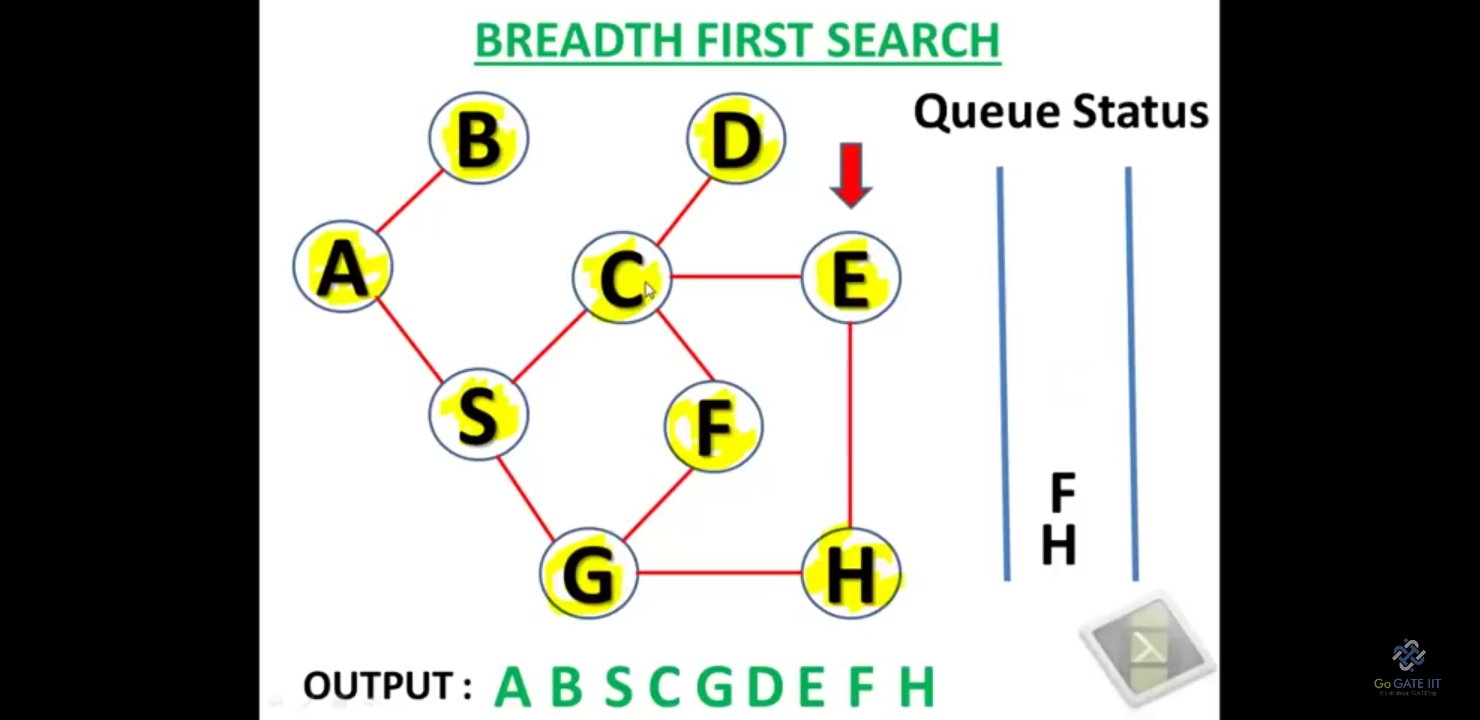 BREADTH FIRST SEARCH
Queue Status
B
D
A
C
E
S
F
F
H
G
H
OUTPUT : A B S C G D E F H
Go GATE IIT